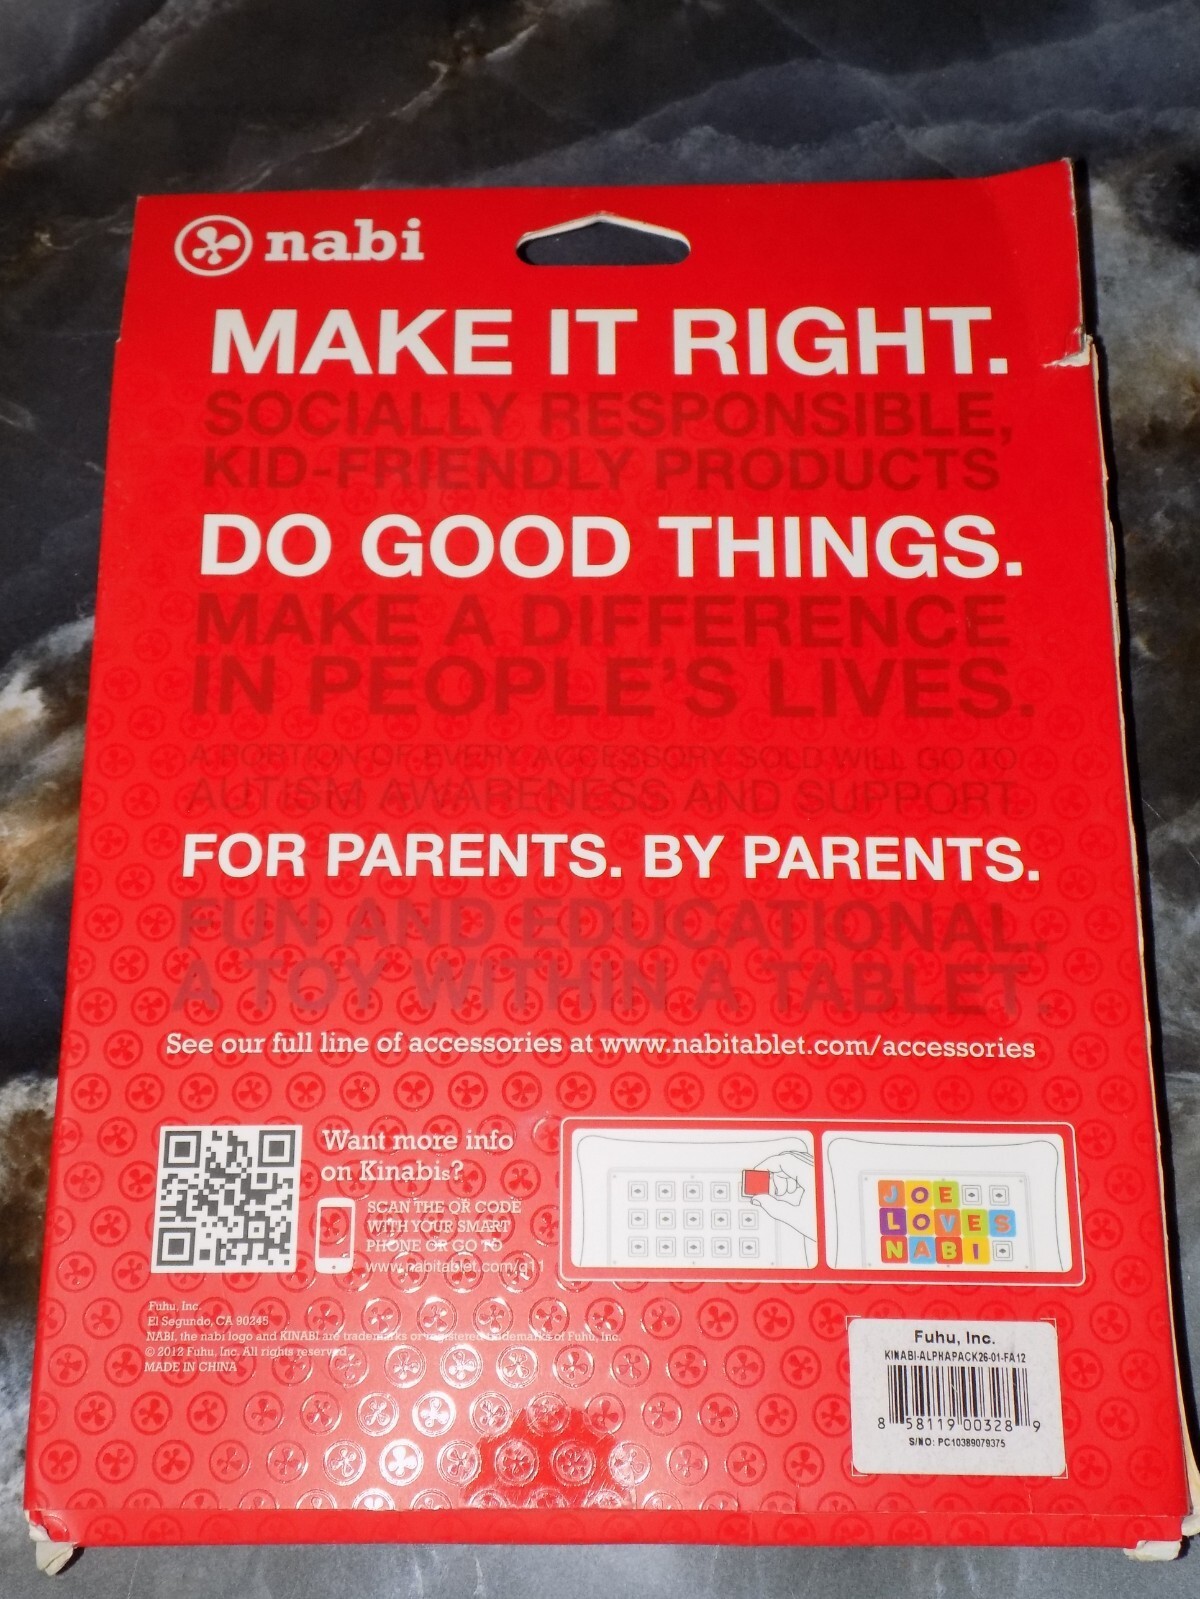 nabi
MAKE IT RIGHT.
SOCIALLY RESPONSIBLE,
KID-FRIENDLY PRODUCTS
DO GOOD THINGS.
MAKE A DIFFERENCE
IN PEOPLE'S LIVES.
A PORTION OF EVERY ACCESSORY SOLD WILL GO TO
AUTISM AWARENESS AND SUPPORT
FOR PARENTS. BY PARENTS.
FUN AND EDUCATIONAL,
A TOY WITHIN A TABLET.
See our full line of accessories at www.nabitablet.com/accessories
Want more info
on Kinabis?
SCAN THE QR CODE
WITH YOUR SMART
PHONE OR GO TO
www.nabitablet.com/q11
JOE
LOVES
NABI
Fuhu, Inc.
El Segundo, CA 90245
NABI, the nabi logo and KINABI are trademarks or registered trademarks of Fuhu, Inc.
© 2012 Fuhu, Inc. All rights reserved.
MADE IN CHINA
Fuhu, Inc.
KINABI-ALPHAPACK26-01-FA12
8 58119 00328 9
S/NO: PC10389079375